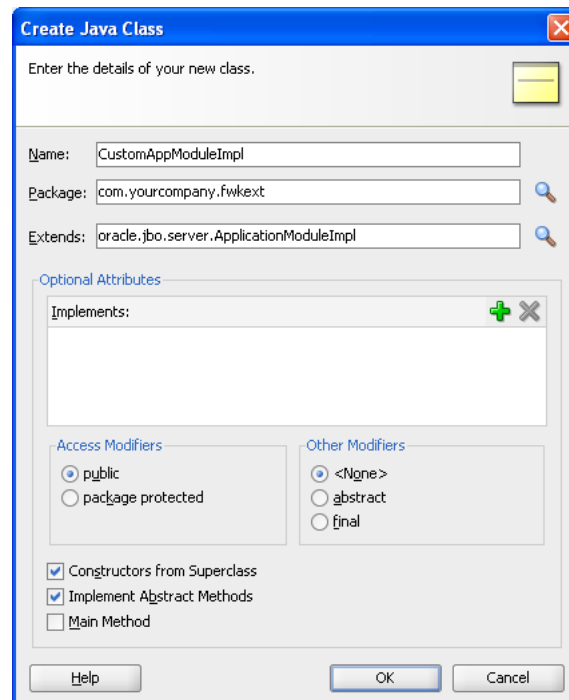 Create Java Class
Enter the details of your new class.
Name: CustomAppModuleImpl
Package: com.yourcompany.fwkext
Extends: oracle.jbo.server.ApplicationModuleImpl
Optional Attributes
Implements:
Access Modifiers
public
package protected
Other Modifiers
<None>
abstract
final
Constructors from Superclass
Implement Abstract Methods
Main Method
Help OK Cancel